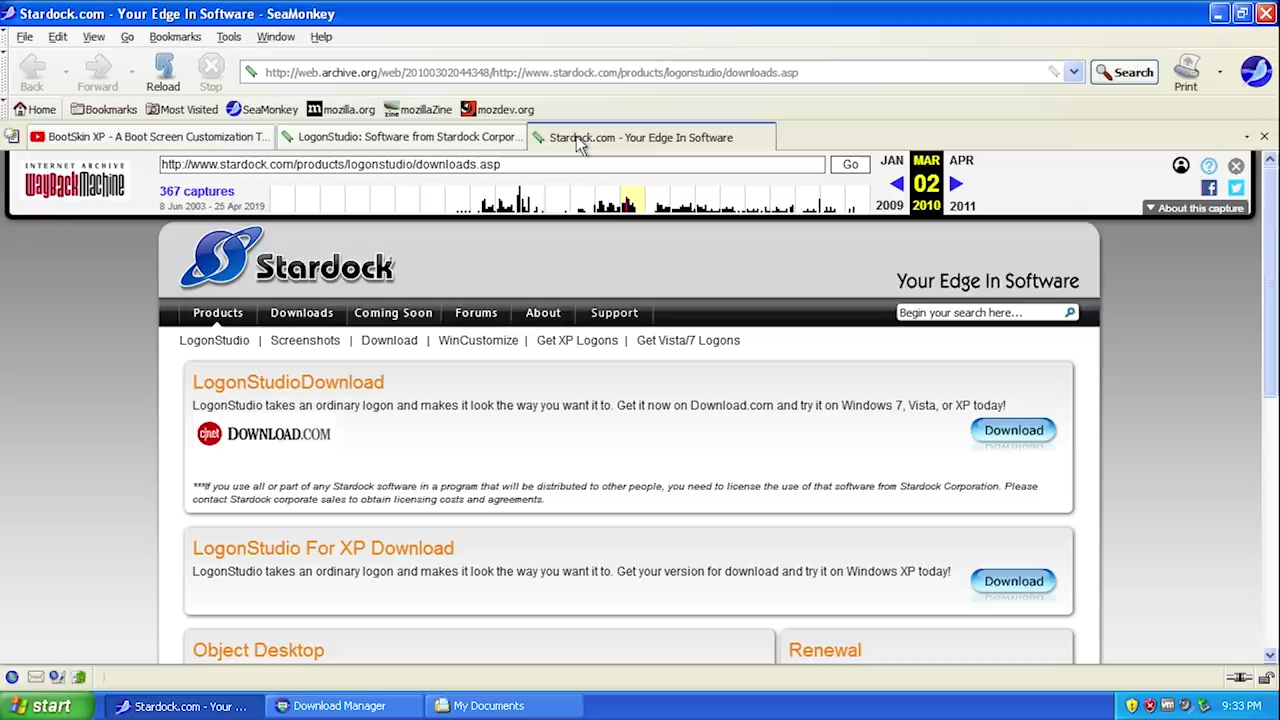 Stardock.com - Your Edge In Software - SeaMonkey
File Edit View Go Bookmarks Tools Window Help
Back Forward Reload Stop http://web.archive.org/web/20100302044348/http://www.stardock.com/products/logonstudio/downloads.asp Search Print
Home Bookmarks Most Visited SeaMonkey mozilla.org mozillaZine mozdev.org
BootSkin XP - A Boot Screen Customization T... LogonStudio: Software from Stardock Corpor... Stardock.com - Your Edge In Software
INTERNET ARCHIVE
WayBackMachine
http://www.stardock.com/products/logonstudio/downloads.asp Go
367 captures
8 Jun 2003 - 25 Apr 2019
JAN MAR APR
02
2009 2010 2011
About this capture
Stardock
Your Edge In Software
Products Downloads Coming Soon Forums About Support Begin your search here...
LogonStudio | Screenshots | Download | WinCustomize | Get XP Logons | Get Vista/7 Logons
LogonStudioDownload
LogonStudio takes an ordinary logon and makes it look the way you want it to. Get it now on Download.com and try it on Windows 7, Vista, or XP today!
c|net DOWNLOAD.COM
Download
***If you use all or part of any Stardock software in a program that will be distributed to other people, you need to license the use of that software from Stardock Corporation. Please
contact Stardock corporate sales to obtain licensing costs and agreements.
LogonStudio For XP Download
LogonStudio takes an ordinary logon and makes it look the way you want it to. Get your version for download and try it on Windows XP today!
Download
Object Desktop
Renewal
start Stardock.com - Your ... Download Manager My Documents 9:33 PM